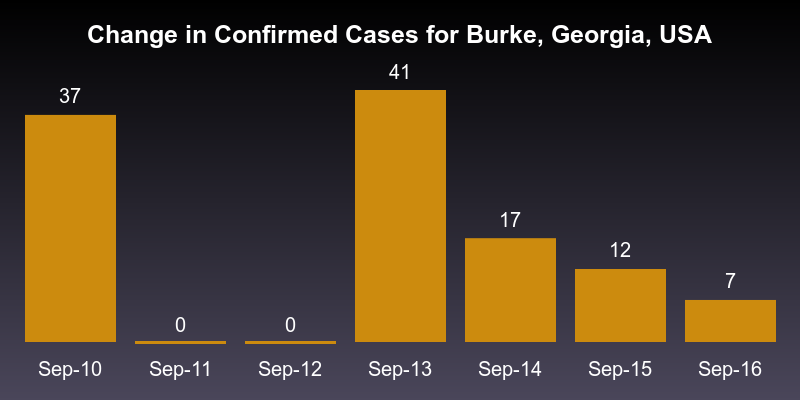 Change in Confirmed Cases for Burke, Georgia, USA
37
0
0
41
17
12
7
Sep-10
Sep-11
Sep-12
Sep-13
Sep-14
Sep-15
Sep-16